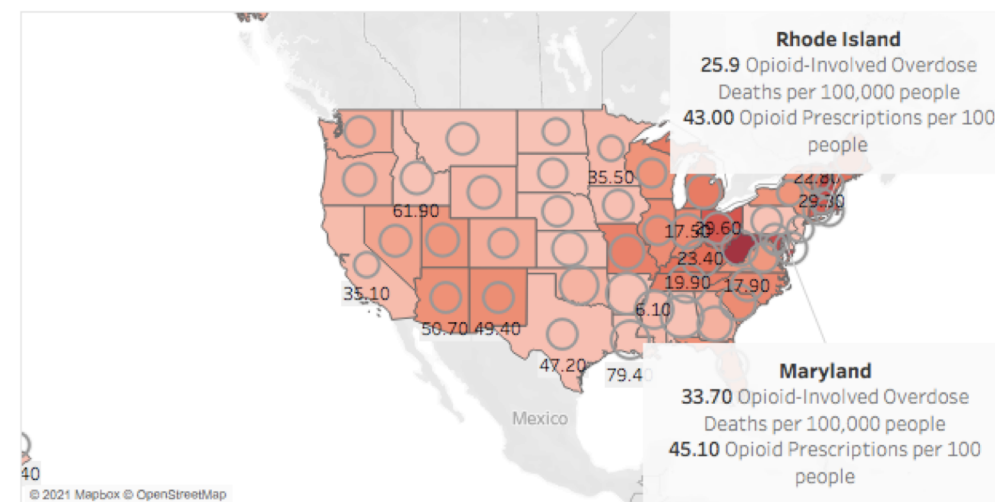 Rhode Island
25.9 Opioid-Involved Overdose
Deaths per 100,000 people
43.00 Opioid Prescriptions per 100
people
35.50
22.80
61.90
29.30
17.50
39.60
23.40
35.10
19.90
17.90
6.10
50.70
49.40
47.20
79.40
Maryland
33.70 Opioid-Involved Overdose
Deaths per 100,000 people
45.10 Opioid Prescriptions per 100
people
Mexico
40
© 2021 Mapbox © OpenStreetMap